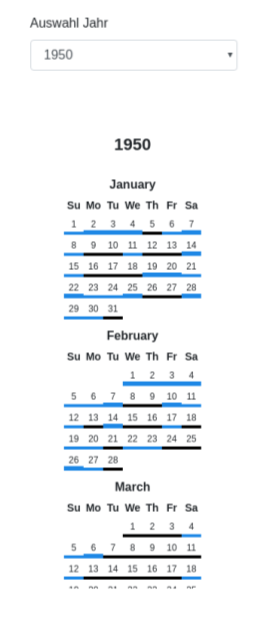 Auswahl Jahr
1950
1950
January
Su Mo Tu We Th Fr Sa
1 2 3 4 5 6 7
8 9 10 11 12 13 14
15 16 17 18 19 20 21
22 23 24 25 26 27 28
29 30 31
February
Su Mo Tu We Th Fr Sa
1 2 3 4
5 6 7 8 9 10 11
12 13 14 15 16 17 18
19 20 21 22 23 24 25
26 27 28
March
Su Mo Tu We Th Fr Sa
1 2 3 4
5 6 7 8 9 10 11
12 13 14 15 16 17 18